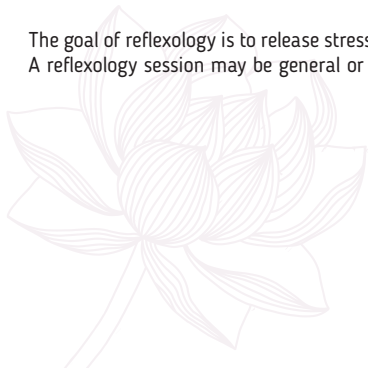 The goal of reflexology is to release stress
A reflexology session may be general or